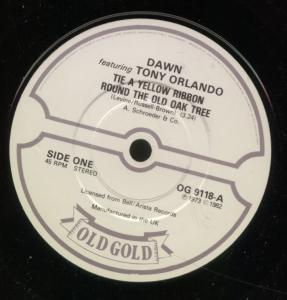 DAWN
featuring TONY ORLANDO
TIE A YELLOW RIBBON
ROUND THE OLD OAK TREE
(Levine/Russell-Brown) (3.24)
A. Schroeder & Co.
SIDE ONE
45 RPM STEREO
OG 9118-A
℗ 1973 © 1982
Licensed from Bell/Arista Records
Manufactured in the UK
OLD GOLD